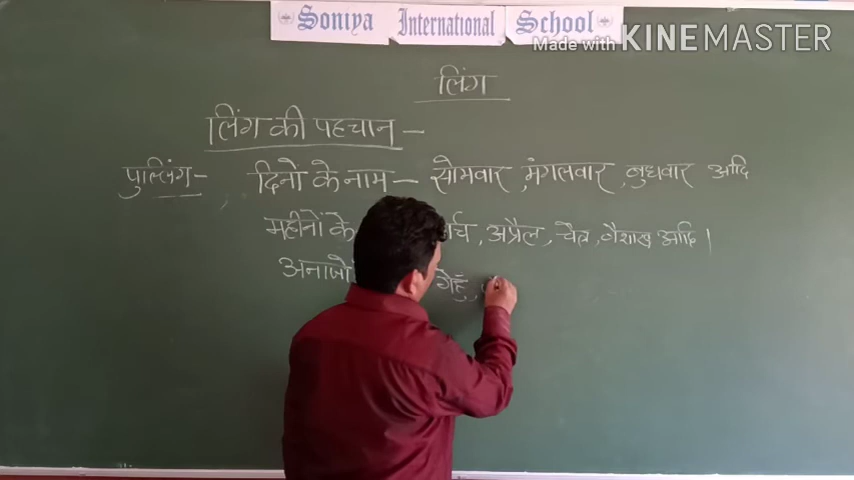 Soniya International School
Made with KINEMASTER
लिंग
लिंग की पहचान –
पुल्लिंग – दिनों के नाम – सोमवार, मंगलवार, बुधवार आदि
महीनों के र्च, अप्रैल, चैत्र, वैशाख आदि।
अनाजों गेहूँ,